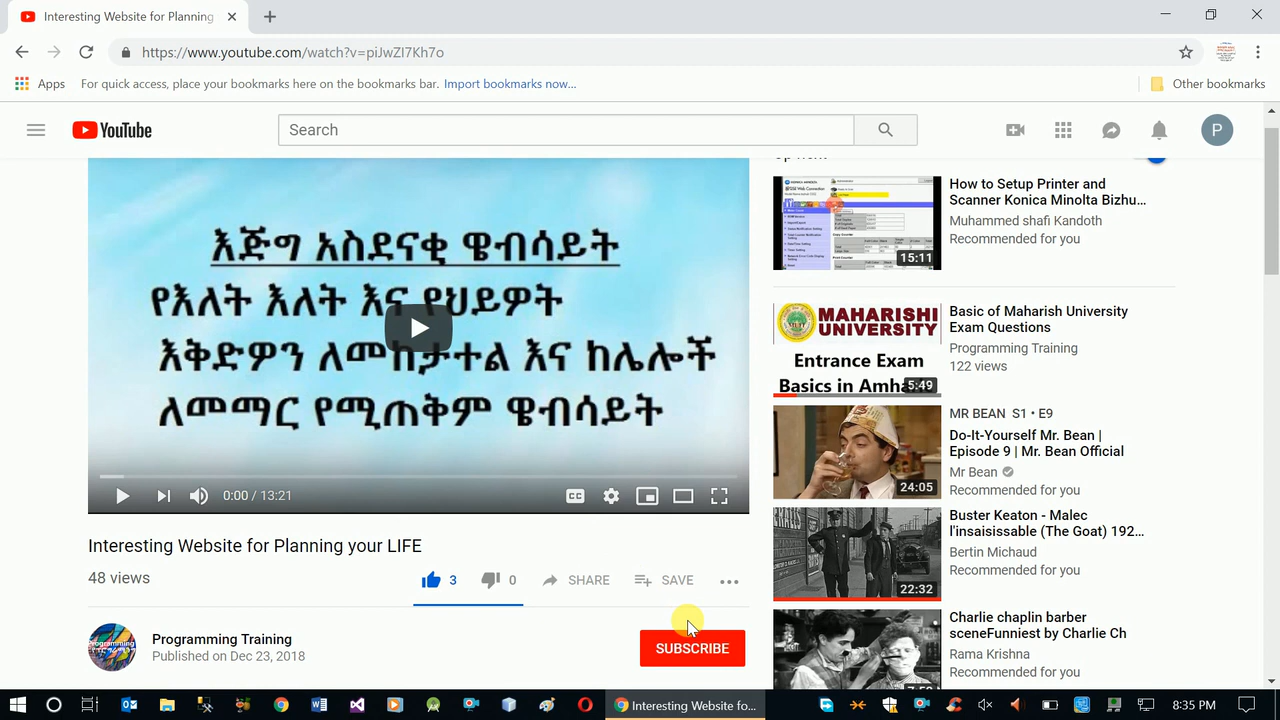 Interesting Website for Planning
https://www.youtube.com/watch?v=piJwZI7Kh7o
Apps For quick access, place your bookmarks here on the bookmarks bar. Import bookmarks now... Other bookmarks
YouTube
Search
P
እጅግ አስደናቂ ዌብሳይት
የእለት እለት እና የህይዎት
እቅድዎን ለመከታተል እና ከሌሎች
ለመማር የሚጠቅም ዌብሳይት
0:00 / 13:21
CC
Interesting Website for Planning your LIFE
48 views
3 0 SHARE SAVE
Programming Training
Published on Dec 23, 2018
SUBSCRIBE
Up next
15:11
How to Setup Printer and
Scanner Konica Minolta Bizhu...
Muhammed shafi Kandoth
Recommended for you
MAHARISHI
UNIVERSITY
Entrance Exam
Basics in Amha
5:49
Basic of Maharish University
Exam Questions
Programming Training
122 views
24:05
MR BEAN S1 • E9
Do-It-Yourself Mr. Bean |
Episode 9 | Mr. Bean Official
Mr Bean
Recommended for you
22:32
Buster Keaton - Malec
l'insaisissable (The Goat) 192...
Bertin Michaud
Recommended for you
Charlie chaplin barber
sceneFunniest by Charlie Ch
Rama Krishna
Recommended for you
Interesting Website fo...
8:35 PM